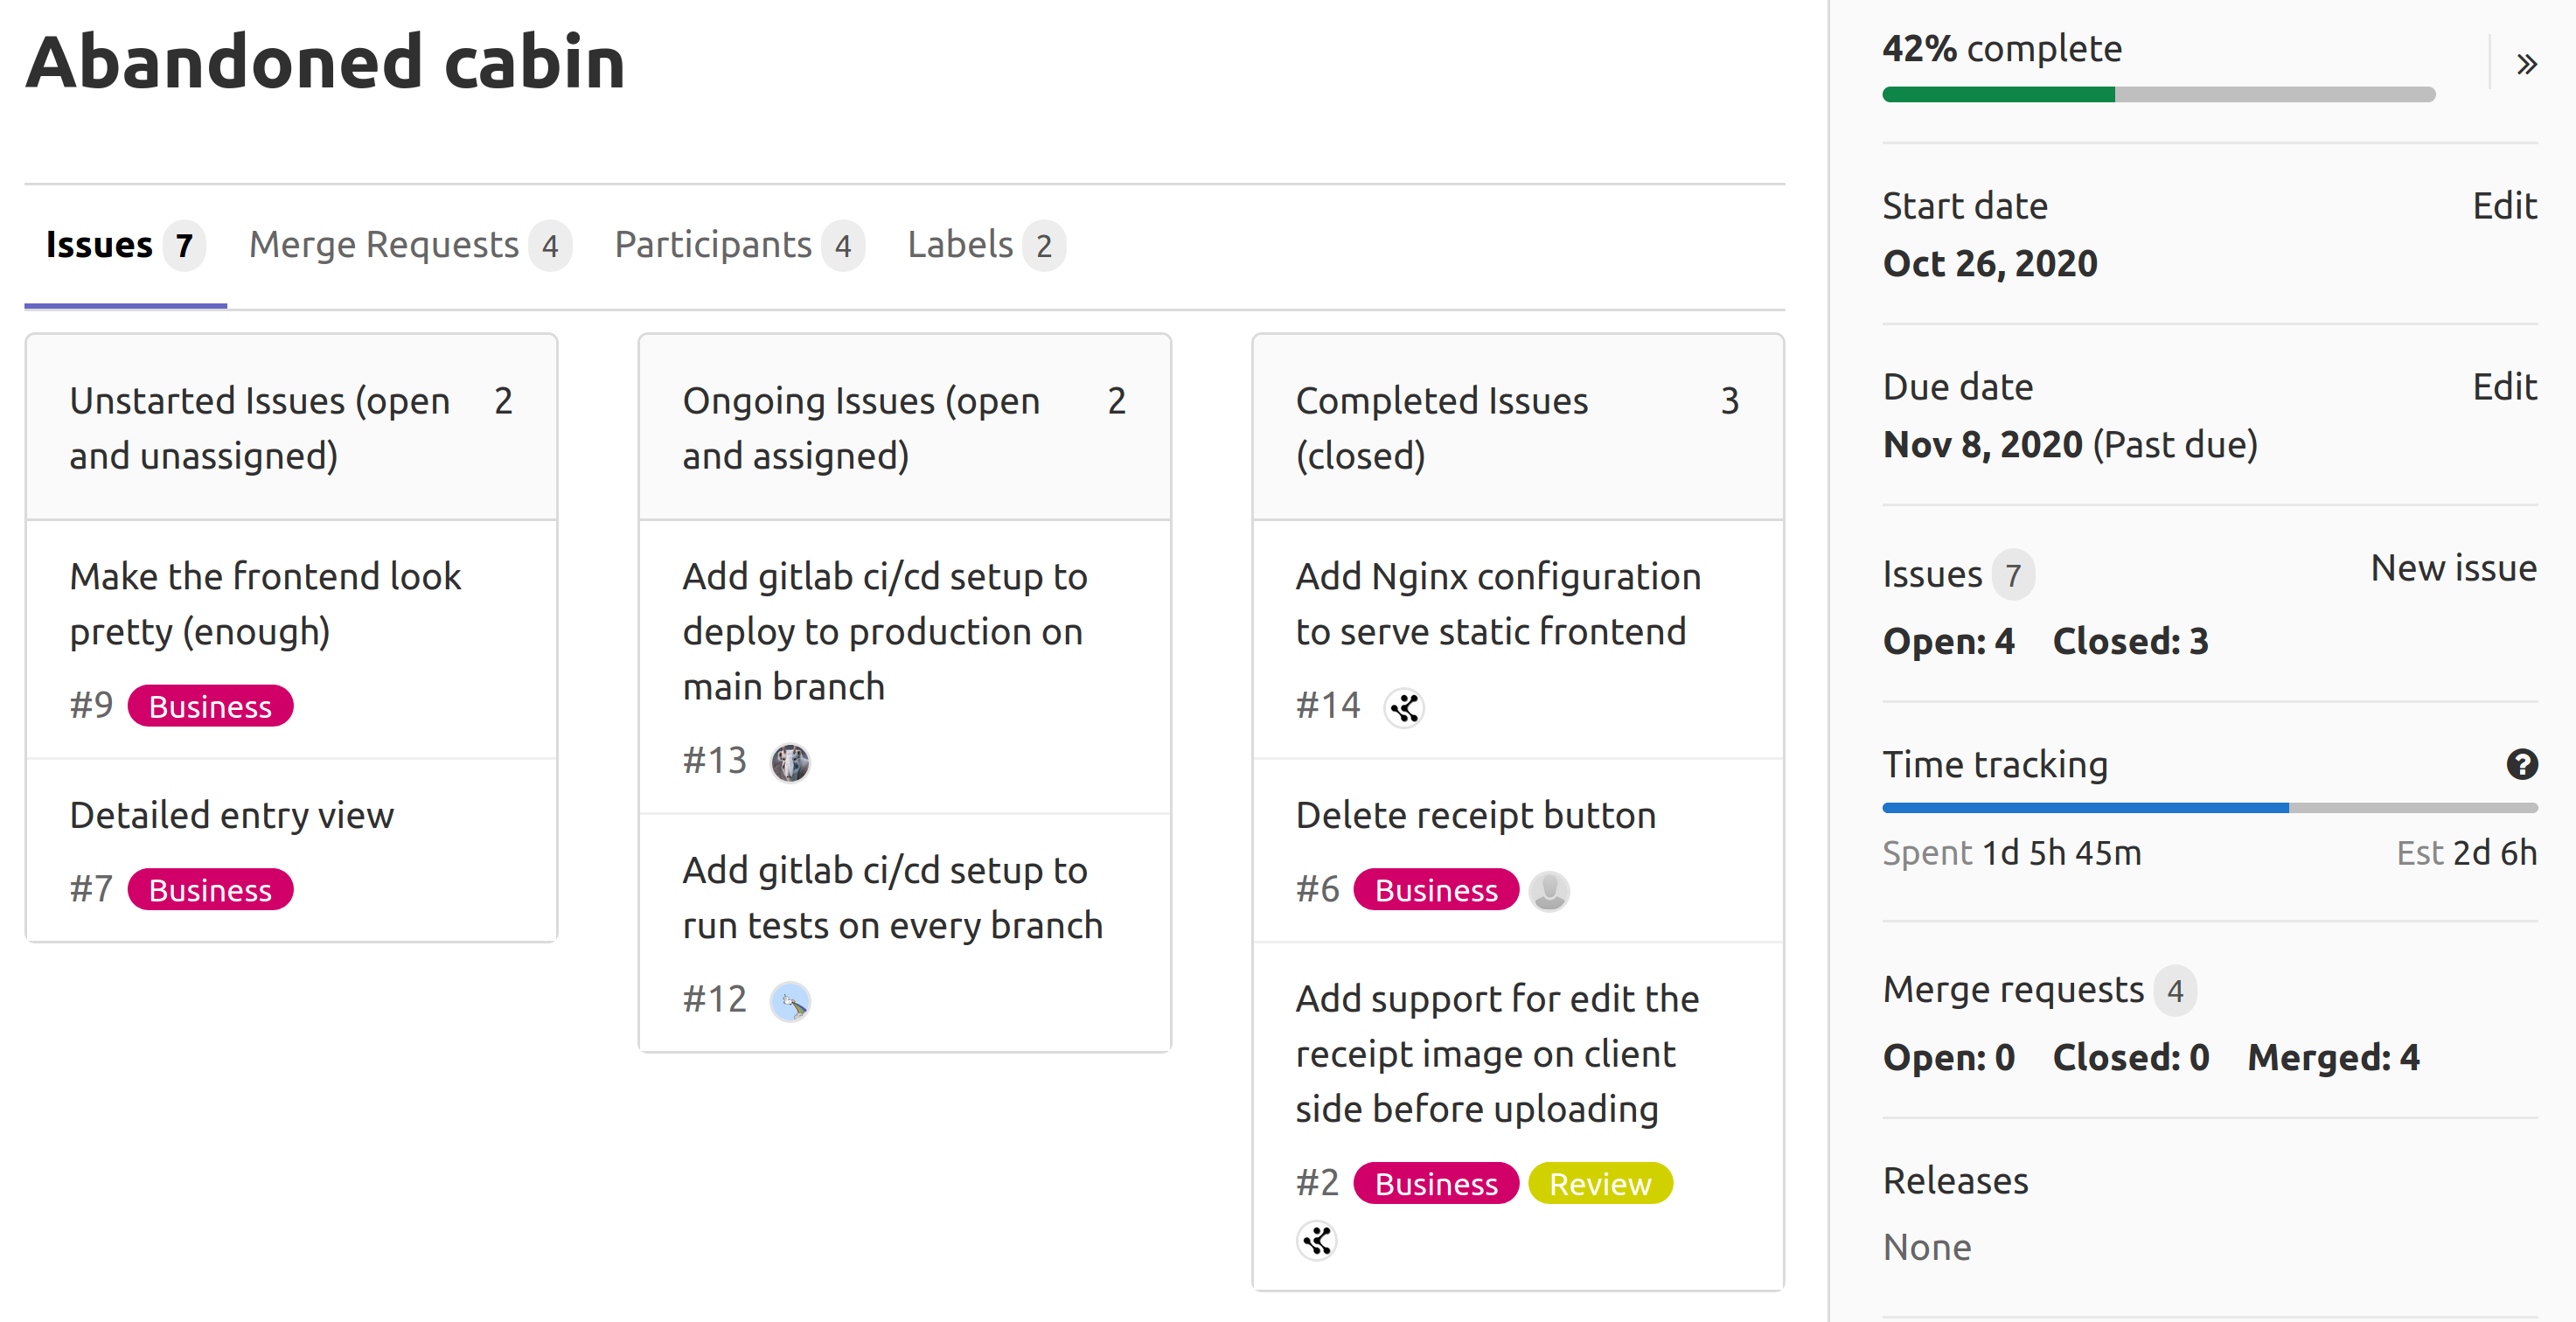 Abandoned cabin
Issues 7 Merge Requests 4 Participants 4 Labels 2
Unstarted Issues (open 2
and unassigned)
Make the frontend look
pretty (enough)
#9 Business
Detailed entry view
#7 Business
Ongoing Issues (open 2
and assigned)
Add gitlab ci/cd setup to
deploy to production on
main branch
#13
Add gitlab ci/cd setup to
run tests on every branch
#12
Completed Issues 3
(closed)
Add Nginx configuration
to serve static frontend
#14
Delete receipt button
#6 Business
Add support for edit the
receipt image on client
side before uploading
#2 Business Review
42% complete
Start date Edit
Oct 26, 2020
Due date Edit
Nov 8, 2020 (Past due)
Issues 7 New issue
Open: 4 Closed: 3
Time tracking ?
Spent 1d 5h 45m Est 2d 6h
Merge requests 4
Open: 0 Closed: 0 Merged: 4
Releases
None